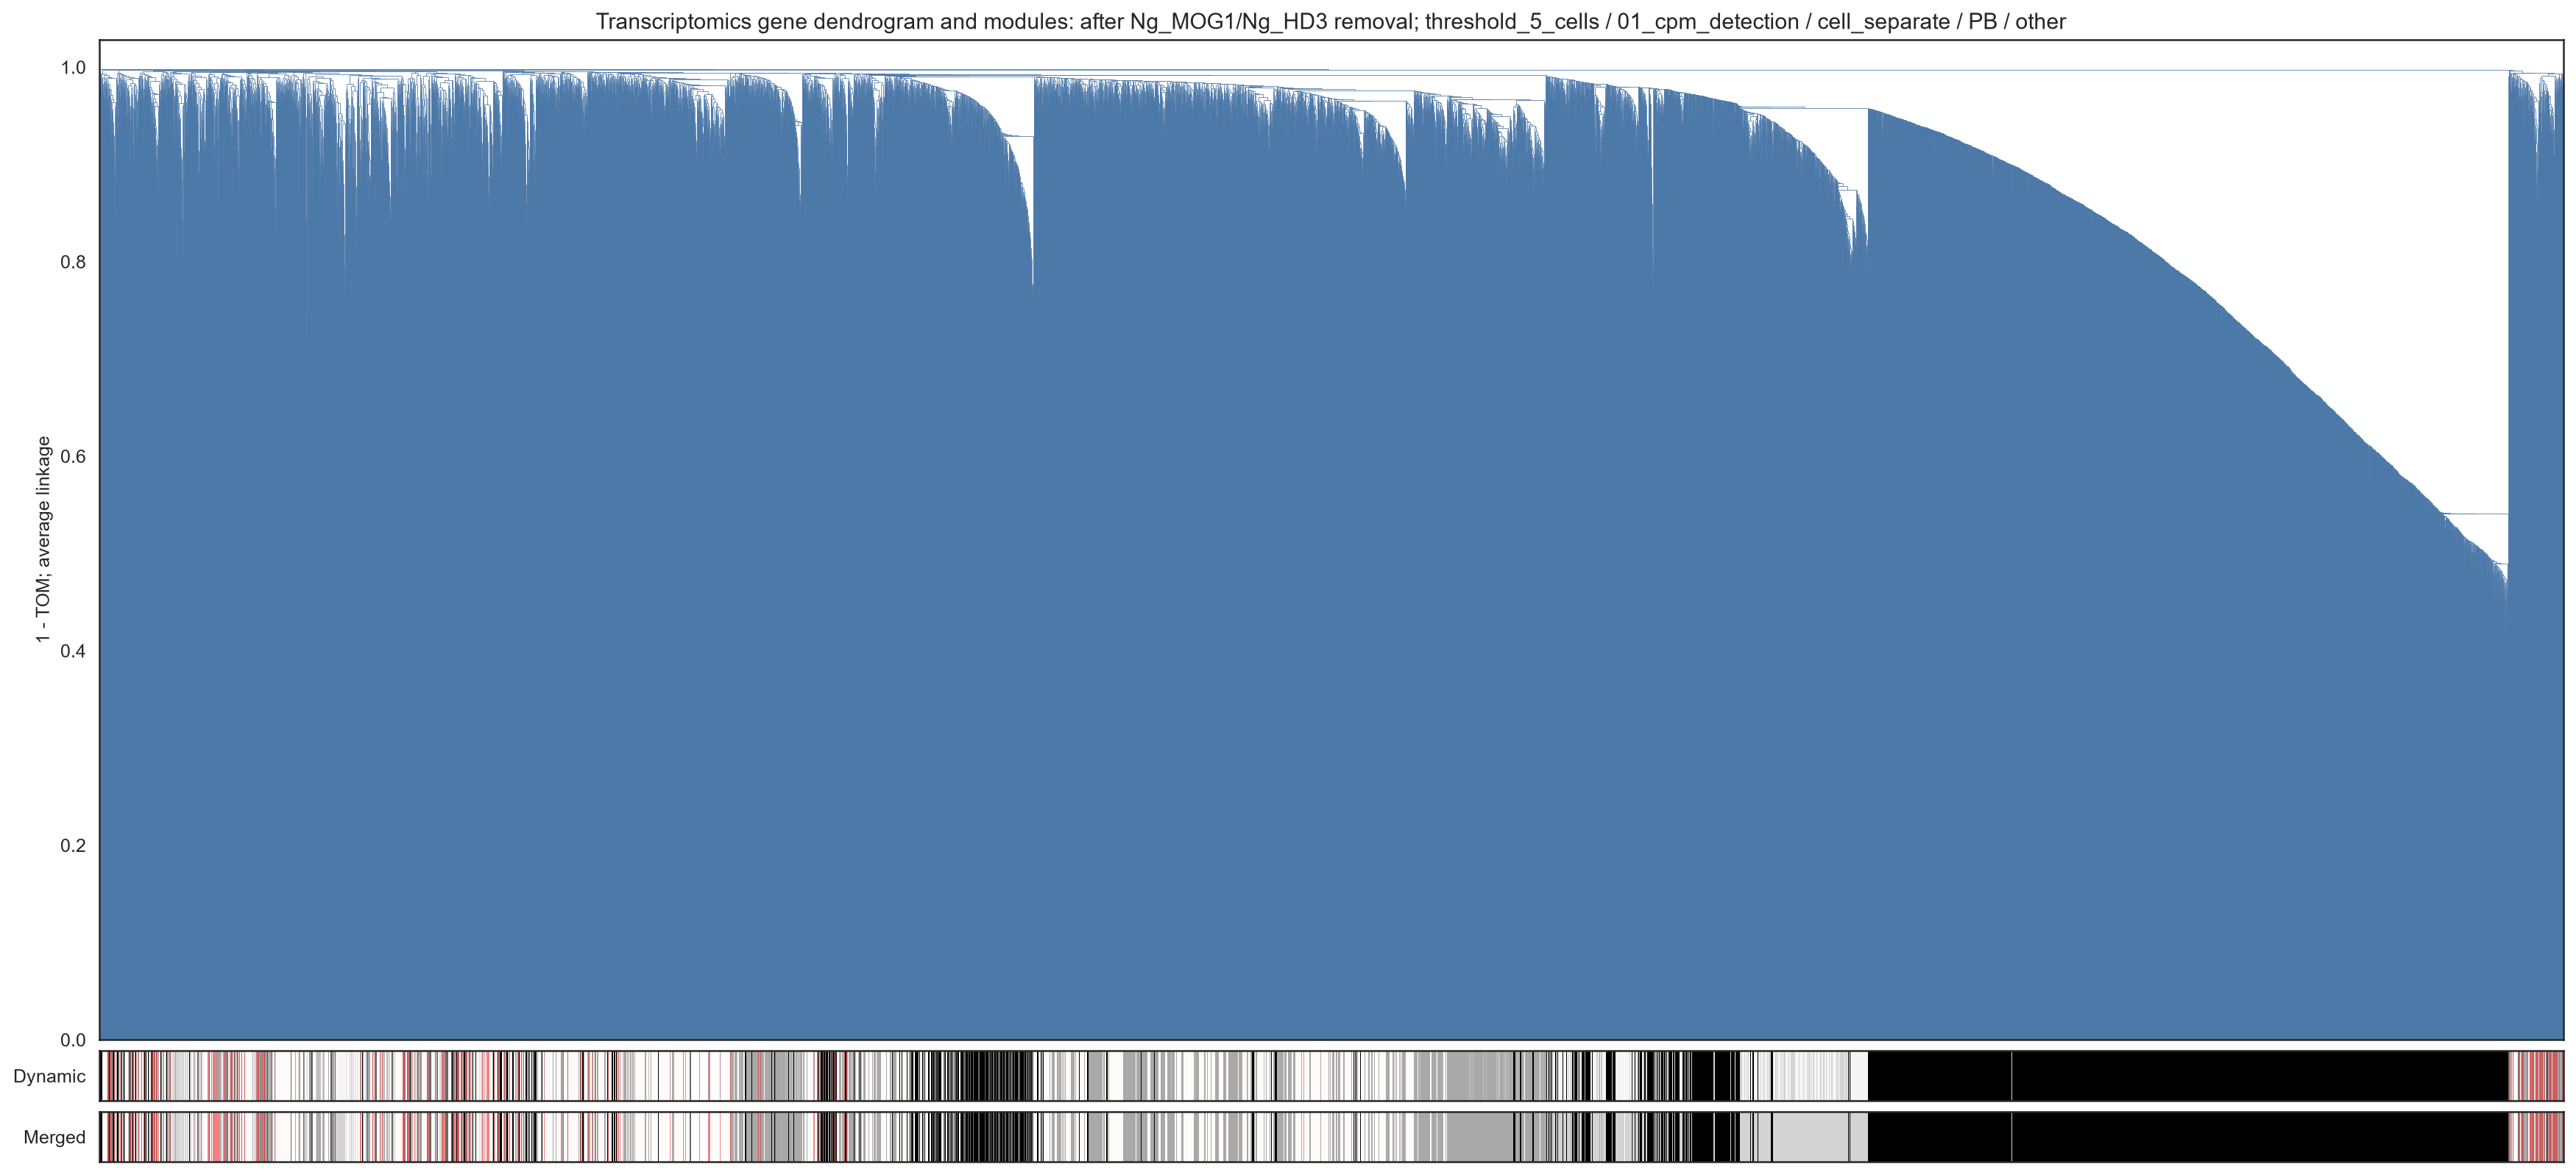 Transcriptomics gene dendrogram and modules: after Ng_MOG1/Ng_HD3 removal; threshold_5_cells / 01_cpm_detection / cell_separate / PB / other
1.0
0.8
0.6
0.4
0.2
0.0
1 - TOM; average linkage
Dynamic
Merged